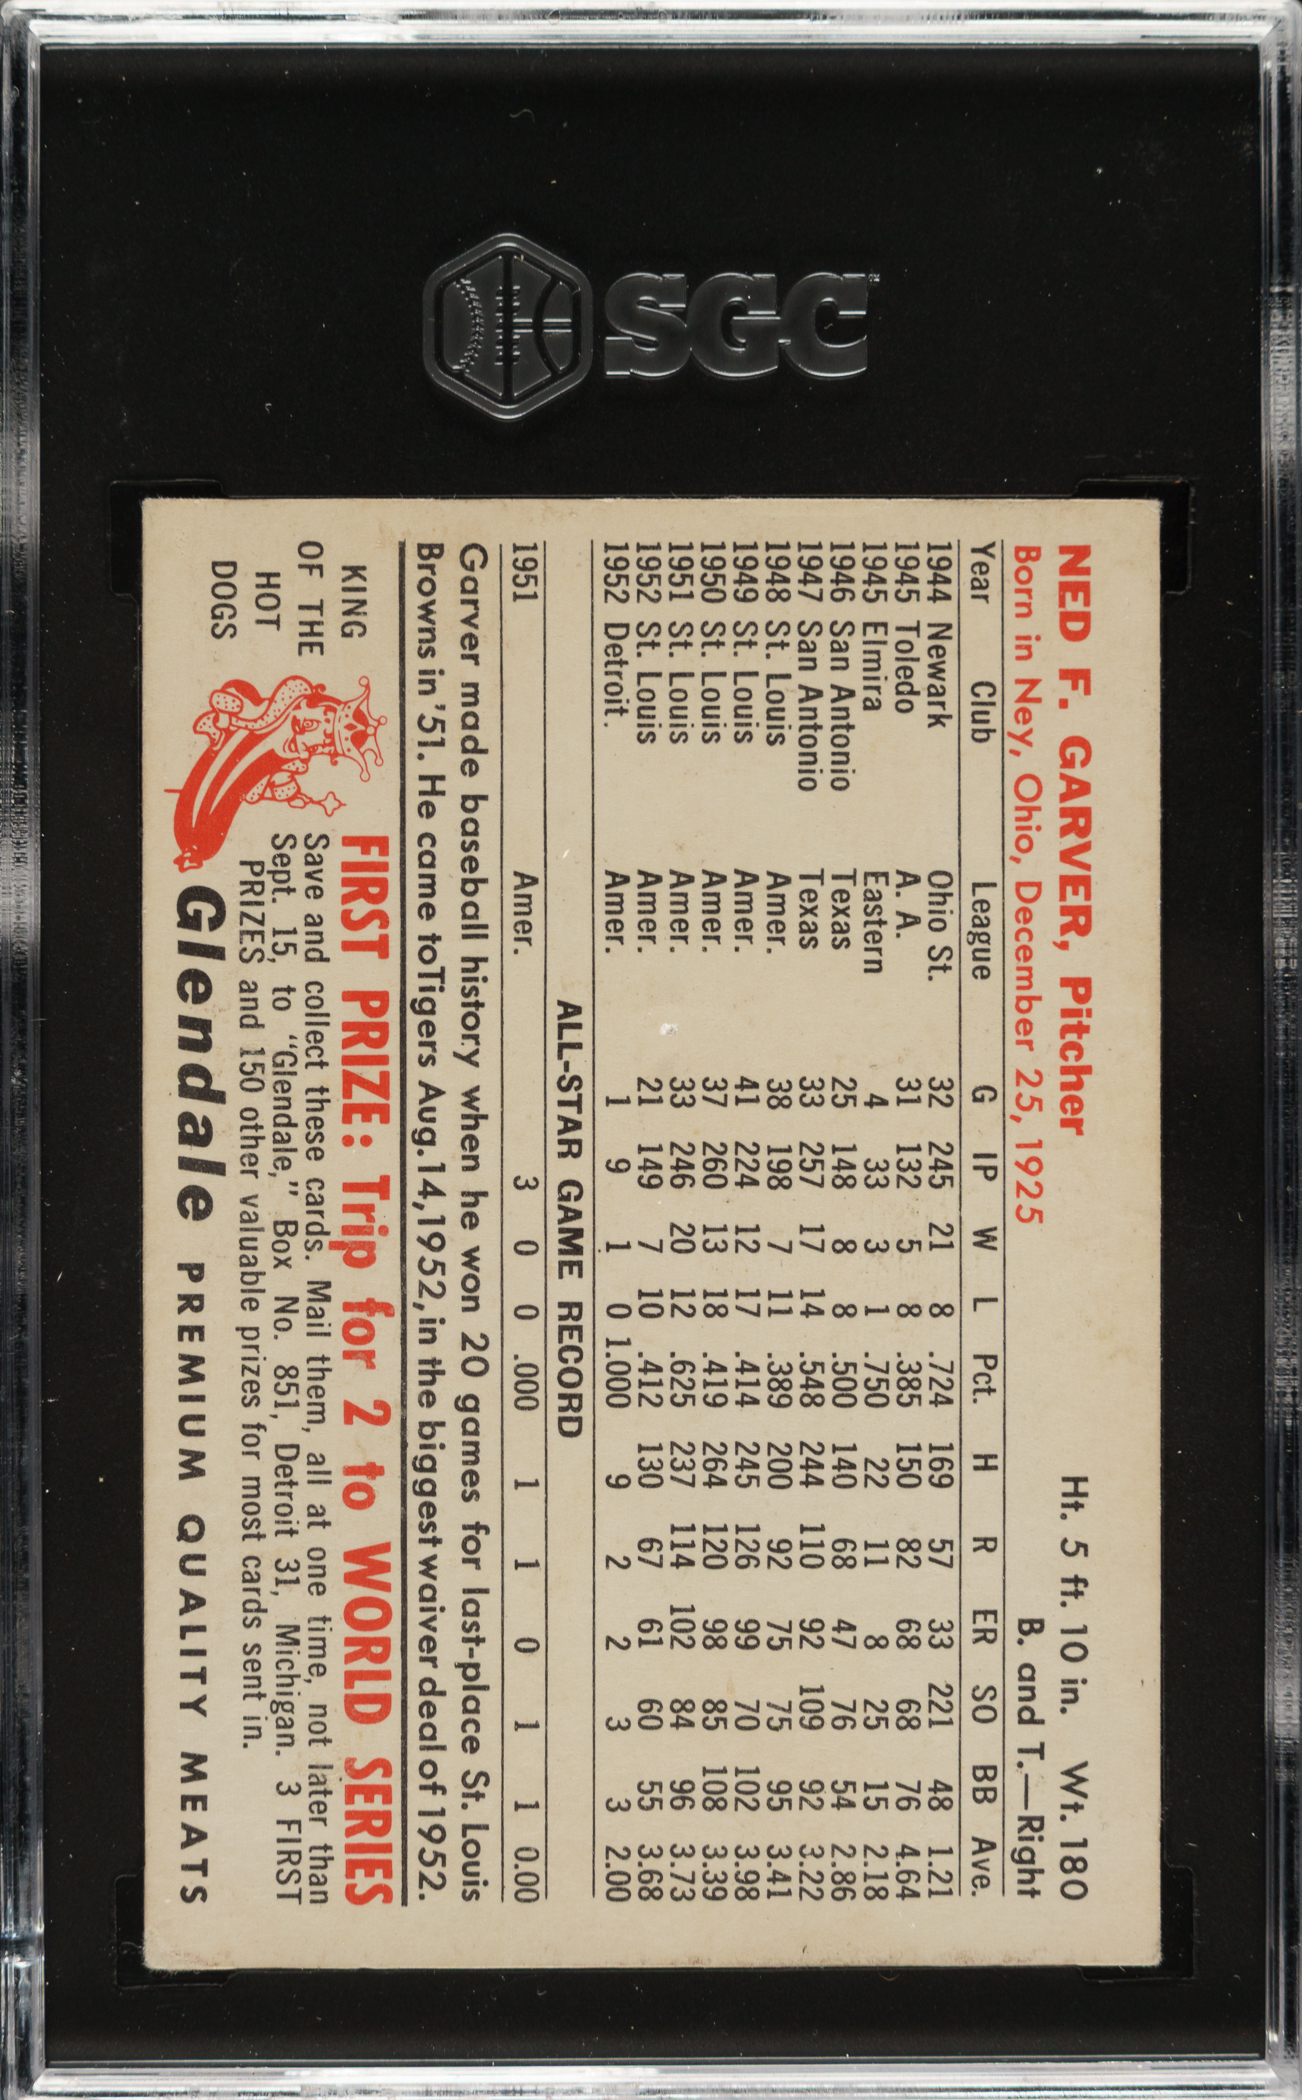 SGC
NED F. GARVER, Pitcher Ht. 5 ft. 10 in. Wt. 180
Born in Ney, Ohio, December 25, 1925 B. and T.—Right
Year Club League G IP W L Pct. H R ER SO BB Ave.
1944 Newark Ohio St. 32 245 21 8 .724 169 57 33 221 48 1.21
1945 Toledo A. A. 31 132 5 8 .385 150 82 68 68 76 4.64
1945 Elmira Eastern 4 33 3 1 .750 22 11 8 25 15 2.18
1946 San Antonio Texas 25 148 8 8 .500 140 68 47 76 54 2.86
1947 San Antonio Texas 33 257 17 14 .548 244 110 92 109 92 3.22
1948 St. Louis Amer. 38 198 7 11 .389 200 92 75 75 95 3.41
1949 St. Louis Amer. 41 224 12 17 .414 245 126 99 70 102 3.98
1950 St. Louis Amer. 37 260 13 18 .419 264 120 98 85 108 3.39
1951 St. Louis Amer. 33 246 20 12 .625 237 114 102 84 96 3.73
1952 St. Louis Amer. 21 149 7 10 .412 130 67 61 60 55 3.68
1952 Detroit. Amer. 1 9 1 0 1.000 9 2 2 3 3 2.00
ALL-STAR GAME RECORD
1951 Amer. 3 0 0 .000 1 1 0 1 1 0.00
Garver made baseball history when he won 20 games for last-place St. Louis
Browns in '51. He came to Tigers Aug. 14, 1952, in the biggest waiver deal of 1952.
KING
OF THE
HOT
DOGS
FIRST PRIZE: Trip for 2 to WORLD SERIES
Save and collect these cards. Mail them, all at one time, not later than
Sept. 15, to "Glendale," Box No. 851, Detroit 31, Michigan. 3 FIRST
PRIZES and 150 other valuable prizes for most cards sent in.
Glendale PREMIUM QUALITY MEATS